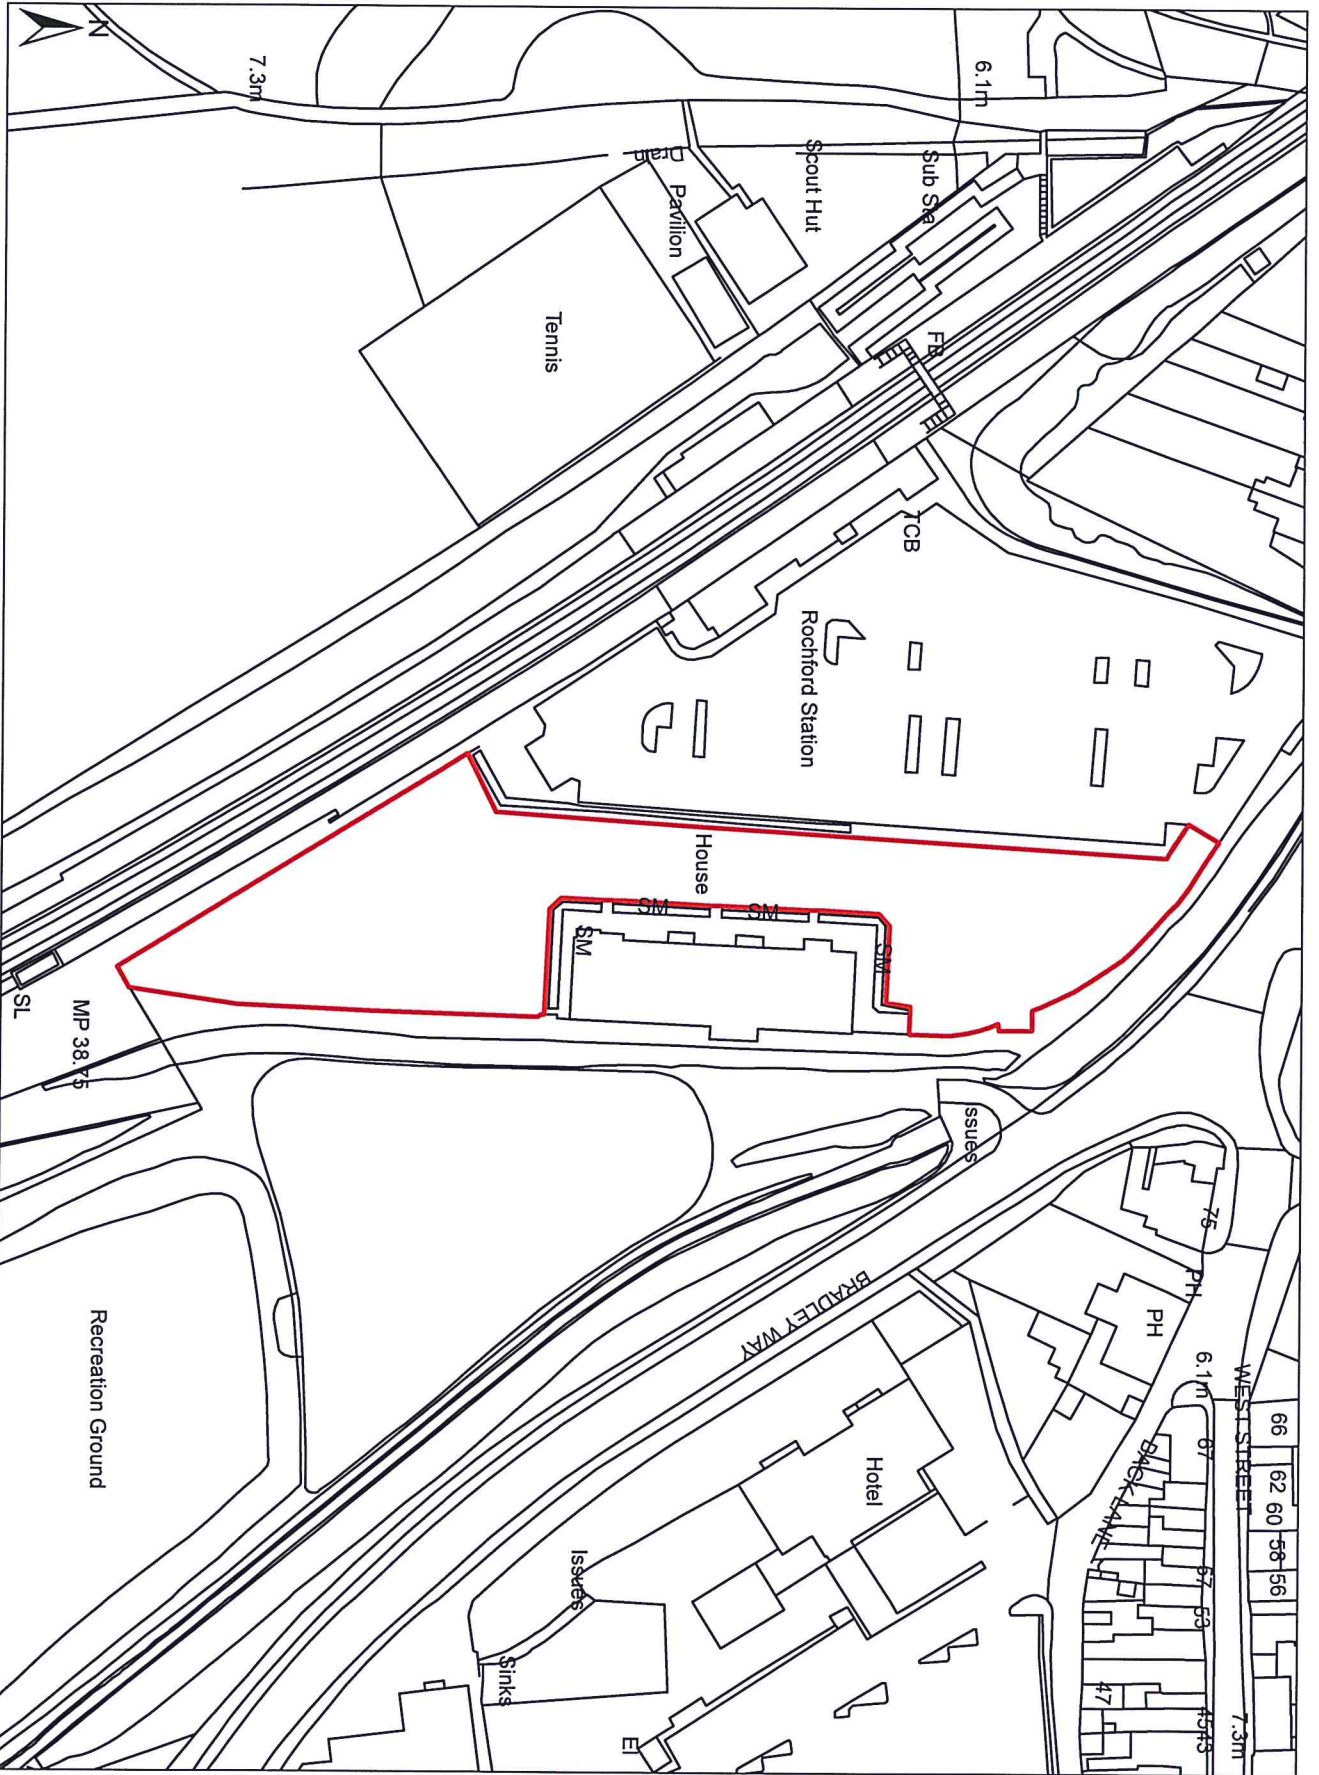 N
7.3m
6.1m
Drain
Pavilion
Scout Hut
Sub Sta
Tennis
FB
TCB
Rochford Station
House
SM
SM
SM
SM
SL
MP 38.75
ssues
75
PH
PH
BRADLEY WAY
6.1m
WEST STREET
BACK LANE
66
62
60
58
56
67
57
53
47
45
43
7.3m
Hotel
Issues
Sinks
El
Recreation Ground